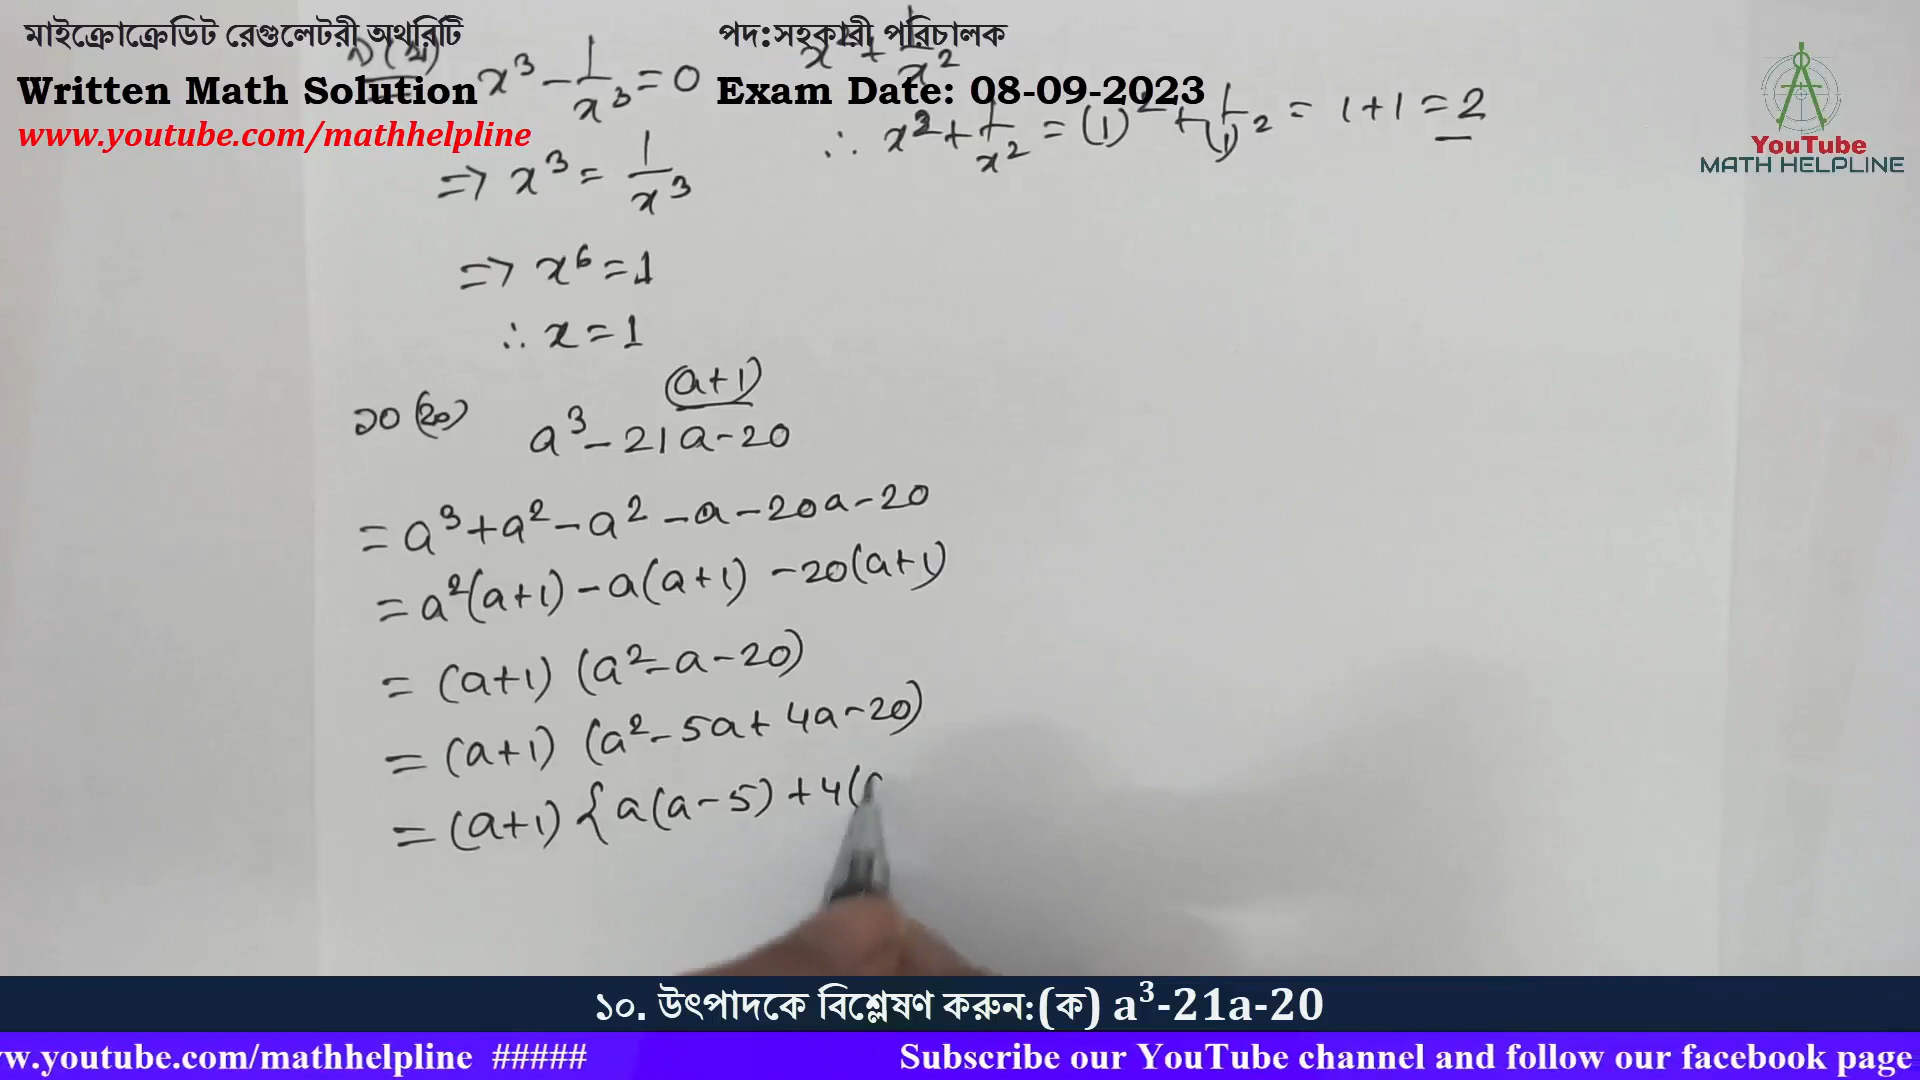 মাইক্রোক্রেডিট রেগুলেটরী অথরিটি
পদ:সহকারী পরিচালক
Written Math Solution
Exam Date: 08-09-2023
www.youtube.com/mathhelpline
YouTube
MATH HELPLINE
x³ - 1/x³ = 0
=> x³ = 1/x³
=> x⁶ = 1
∴ x = 1
x² + 1/x²
∴ x² + 1/x² = (1)² + 1/(1)² = 1 + 1 = 2
(a+1)
১০ (ক) a³ - 21a - 20
= a³ + a² - a² - a - 20a - 20
= a²(a+1) - a(a+1) - 20(a+1)
= (a+1) (a² - a - 20)
= (a+1) (a² - 5a + 4a - 20)
= (a+1) {a(a-5) + 4(
১০. উৎপাদকে বিশ্লেষণ করুন:(ক) a³-21a-20
w.youtube.com/mathhelpline #####
Subscribe our YouTube channel and follow our facebook page